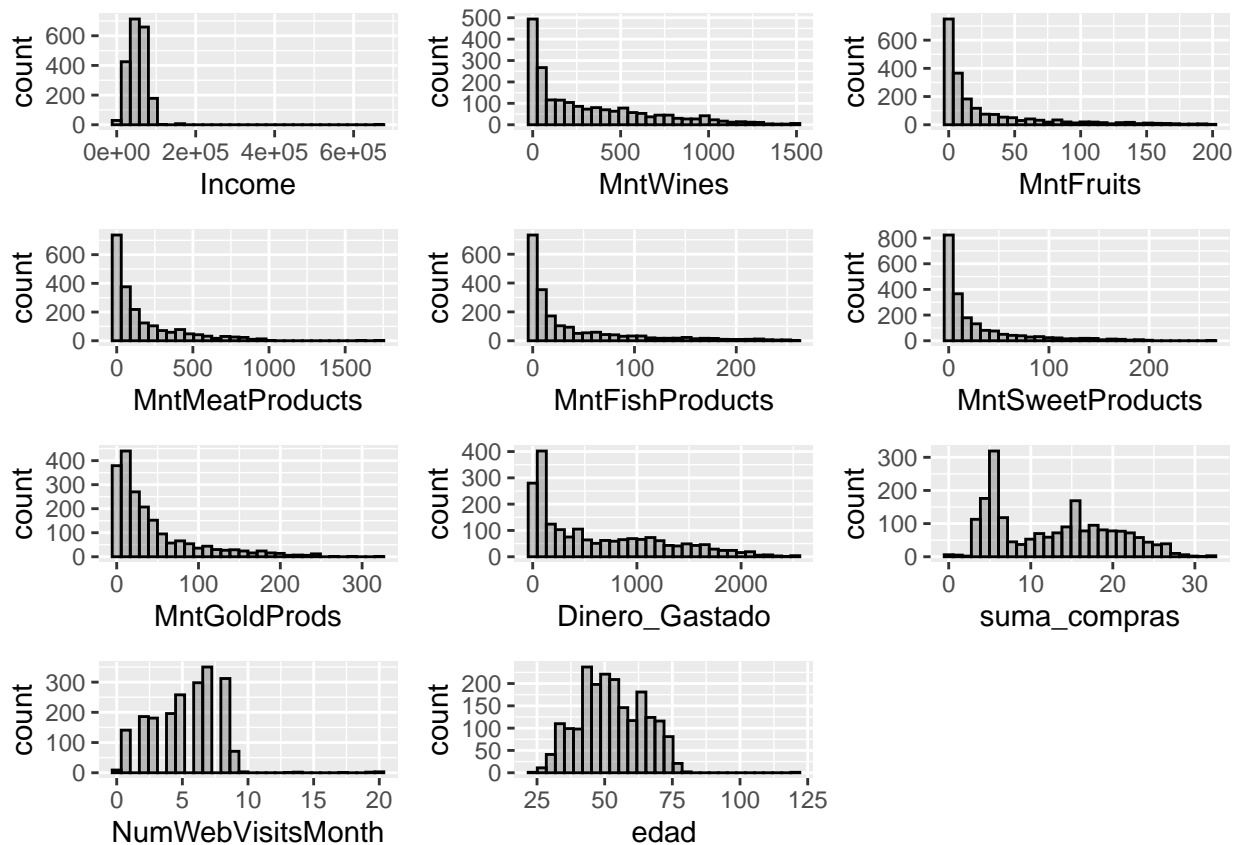 count
600
400
200
0
0e+00 2e+05 4e+05 6e+05
Income
count
500
400
300
200
100
0
0 500 1000 1500
MntWines
count
600
400
200
0
0 50 100 150 200
MntFruits
count
600
400
200
0
0 500 1000 1500
MntMeatProducts
count
600
400
200
0
0 100 200
MntFishProducts
count
800
600
400
200
0
0 100 200
MntSweetProducts
count
400
300
200
100
0
0 100 200 300
MntGoldProds
count
400
300
200
100
0
0 1000 2000
Dinero_Gastado
count
300
200
100
0
0 10 20 30
suma_compras
count
300
200
100
0
0 5 10 15 20
NumWebVisitsMonth
count
200
150
100
50
0
25 50 75 100 125
edad